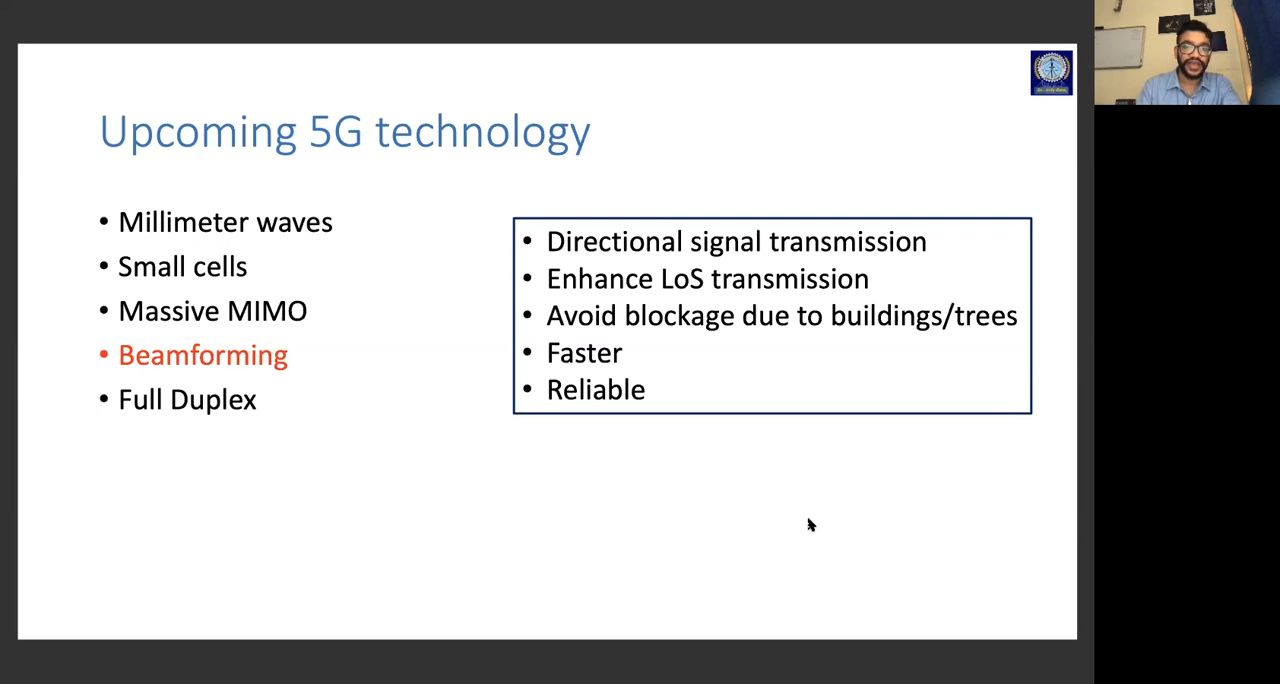 Upcoming 5G technology
• Millimeter waves
• Small cells
• Massive MIMO
• Beamforming
• Full Duplex
• Directional signal transmission
• Enhance LoS transmission
• Avoid blockage due to buildings/trees
• Faster
• Reliable